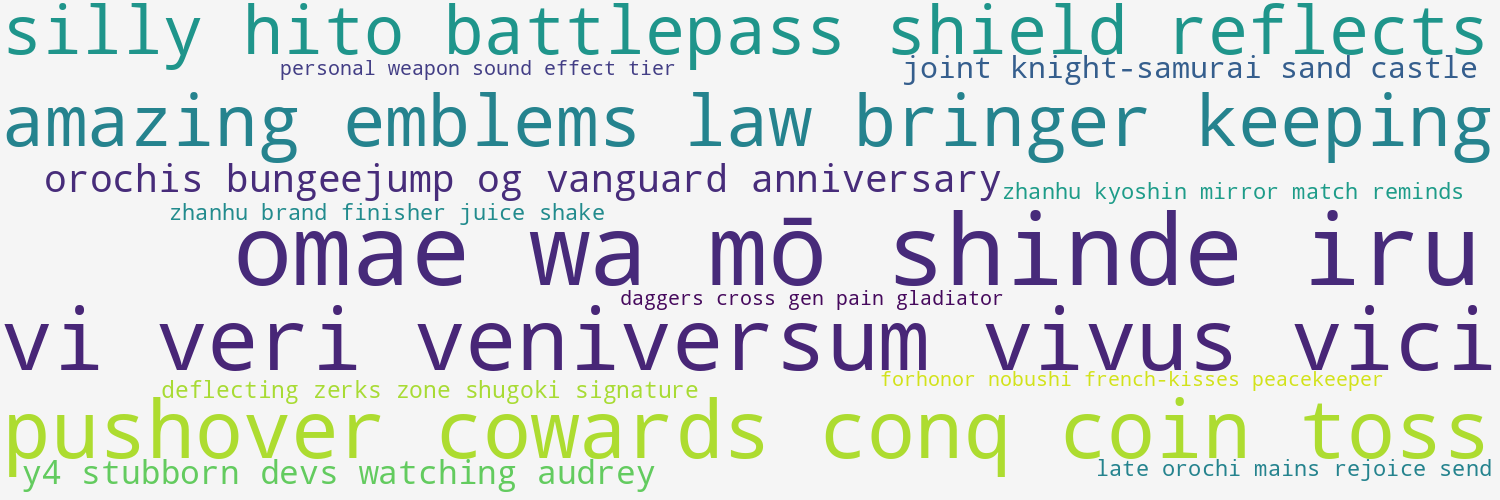 silly hito battlepass shield reflects
personal weapon sound effect tier
joint knight-samurai sand castle
amazing emblems law bringer keeping
orochis bungeejump og vanguard anniversary
zhanhu kyoshin mirror match reminds
zhanhu brand finisher juice shake
omae wa mō shinde iru
daggers cross gen pain gladiator
vi veri veniversum vivus vici
deflecting zerks zone shugoki signature
forhonor nobushi french-kisses peacekeeper
pushover cowards conq coin toss
y4 stubborn devs watching audrey
late orochi mains rejoice send